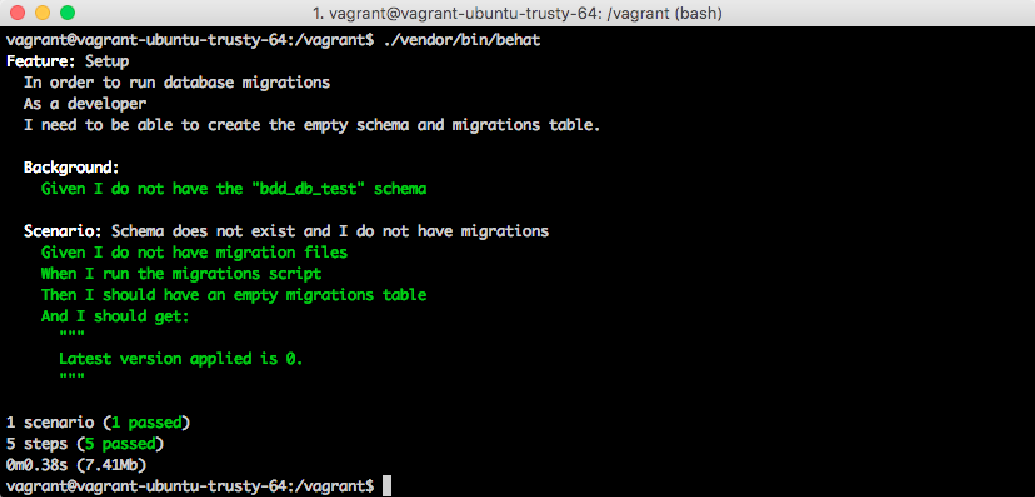 1. vagrant@vagrant-ubuntu-trusty-64: /vagrant (bash)
vagrant@vagrant-ubuntu-trusty-64:/vagrant$ ./vendor/bin/behat
Feature: Setup
  In order to run database migrations
  As a developer
  I need to be able to create the empty schema and migrations table.

  Background:
    Given I do not have the "bdd_db_test" schema

  Scenario: Schema does not exist and I do not have migrations
    Given I do not have migration files
    When I run the migrations script
    Then I should have an empty migrations table
    And I should get:
      """
      Latest version applied is 0.
      """

1 scenario (1 passed)
5 steps (5 passed)
0m0.38s (7.41Mb)
vagrant@vagrant-ubuntu-trusty-64:/vagrant$